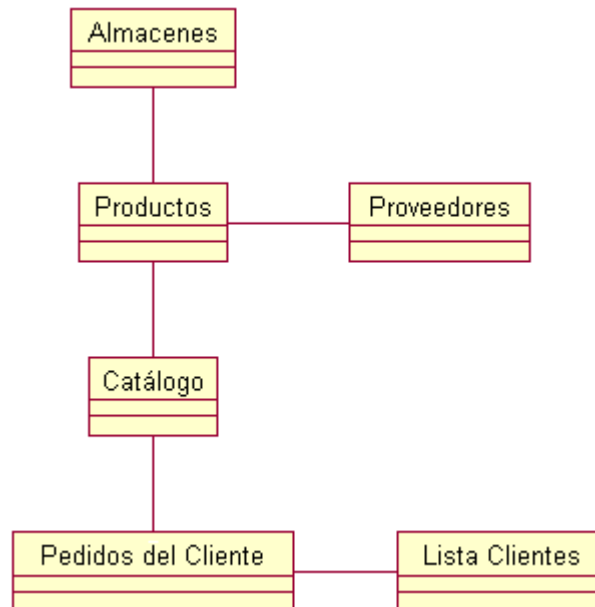 Almacenes
Productos
Proveedores
Catálogo
Pedidos del Cliente
Lista Clientes